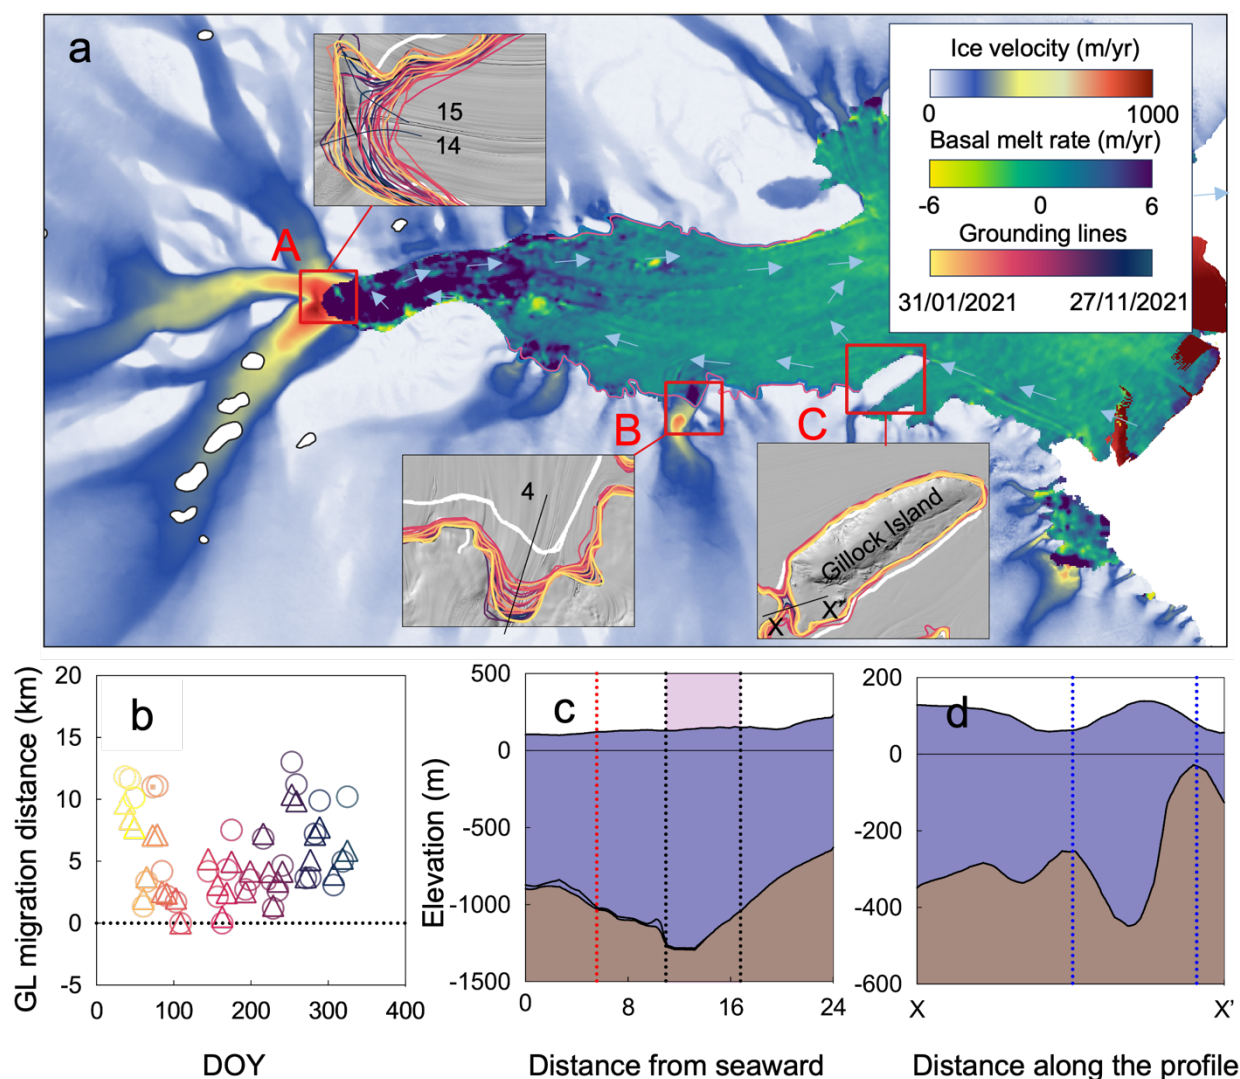 a
Ice velocity (m/yr)
0 1000
Basal melt rate (m/yr)
-6 0 6
Grounding lines
31/01/2021 27/11/2021
15
14
A
B
C
4
Gillock Island
X X'
b
20
15
10
5
0
-5
0 100 200 300 400
GL migration distance (km)
DOY
c
500
0
-500
-1000
-1500
0 8 16 24
Elevation (m)
Distance from seaward
d
200
0
-200
-400
-600
X X'
Distance along the profile